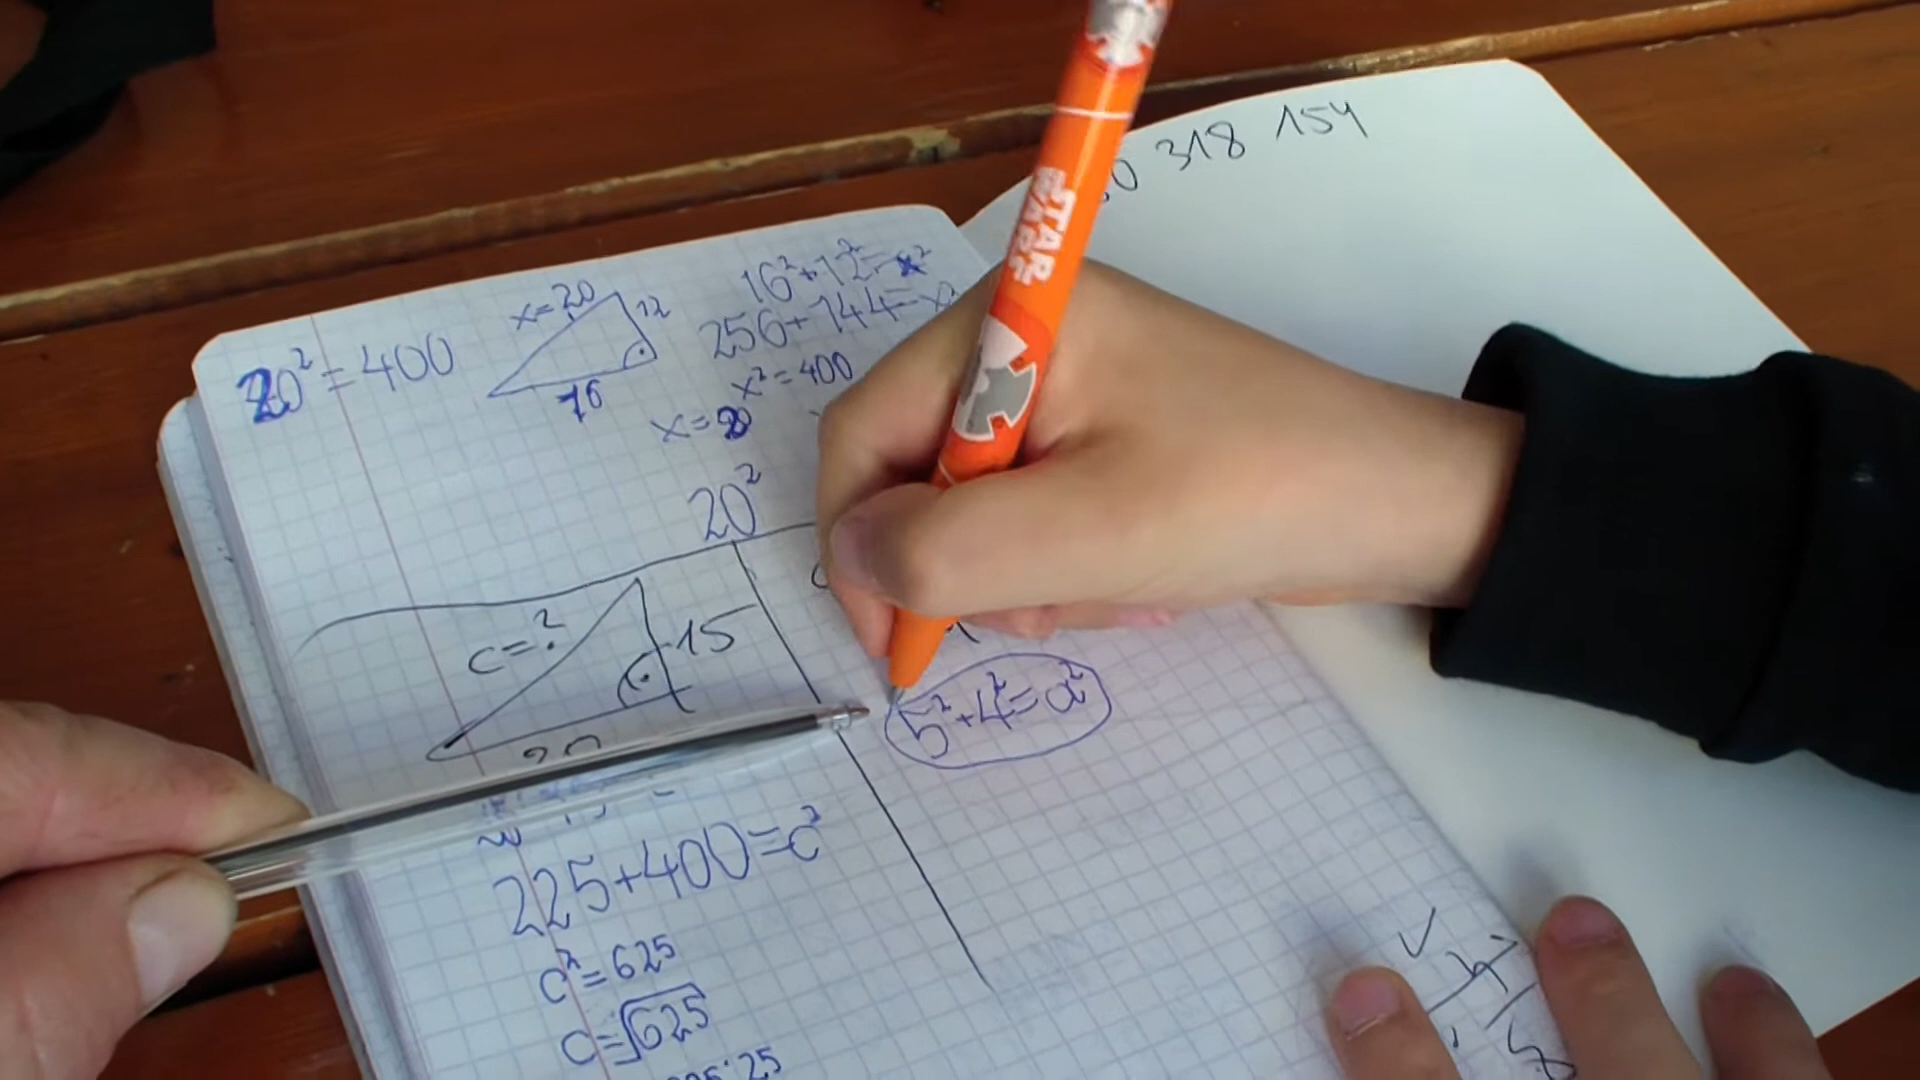 318 154
STAR
WARS
16²+12²=x²
256+144=x²
20²=400
x=20
12
16
x²=400
x=20
20²
c=?
15
20
5²+4²=a²
225+400=c²
c²=625
c=√625